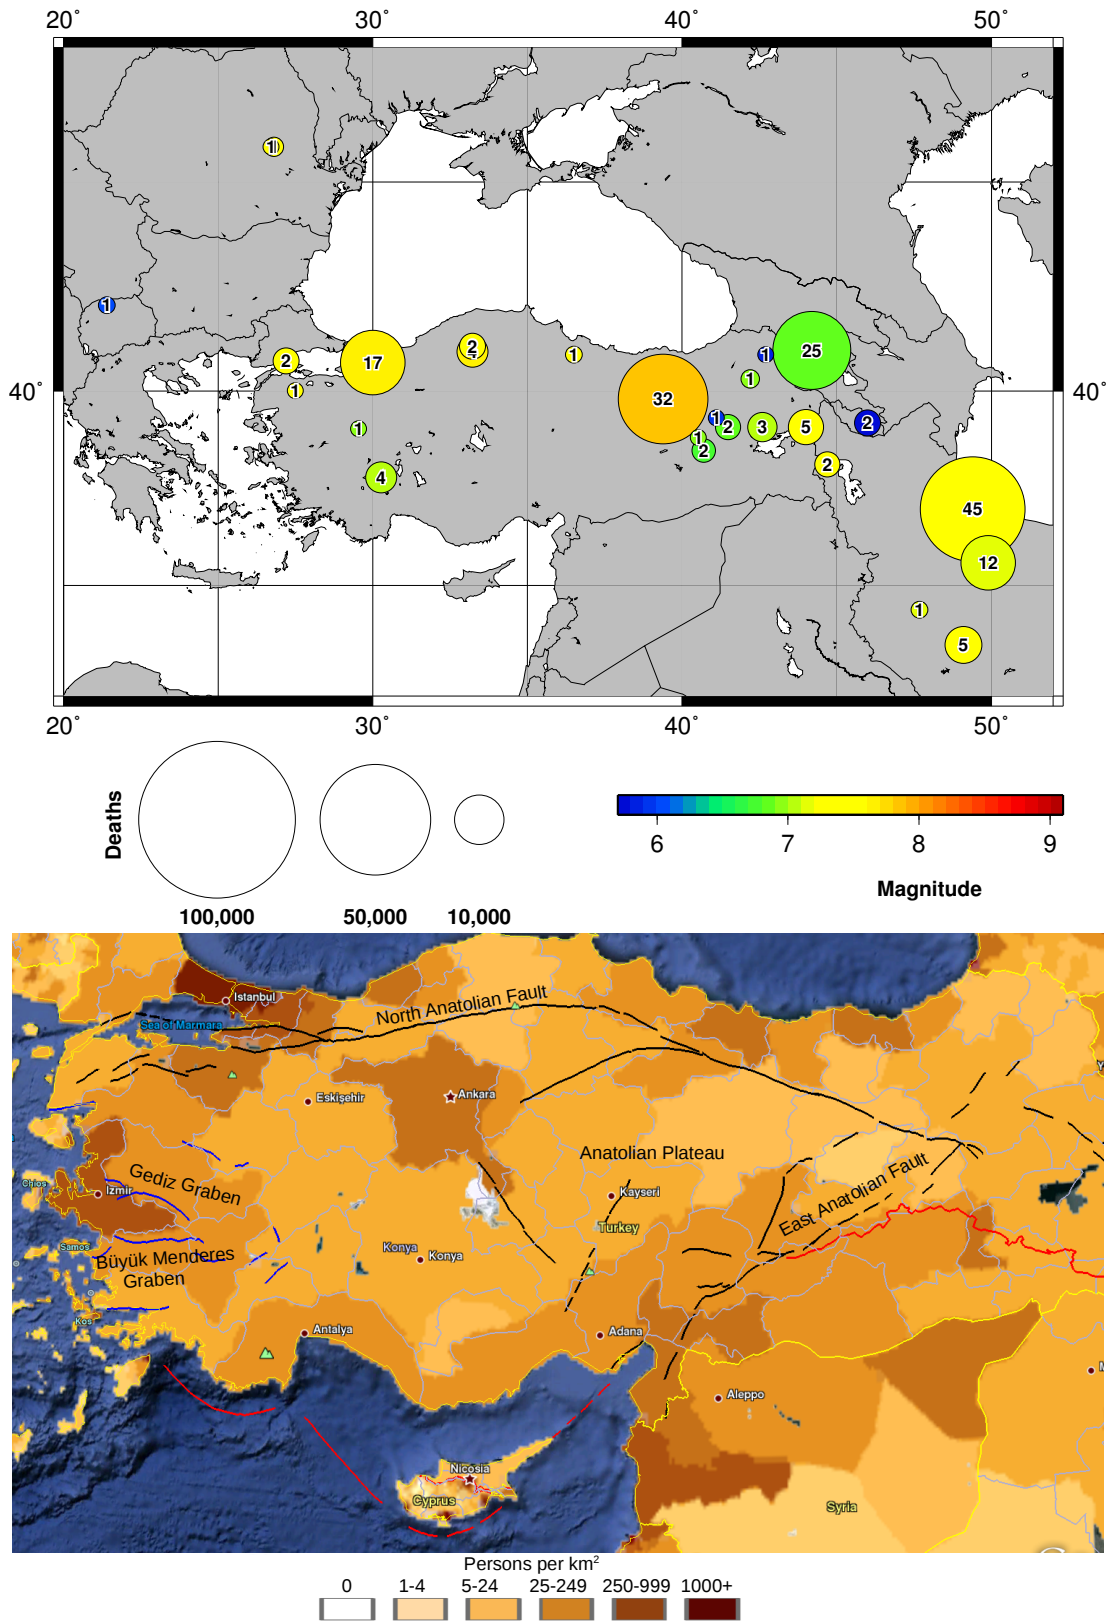 20° 30° 40° 50°
1
1
2
17
2
1
1
25
1
1
40° 40°
32
1
1
2
3
5
2
1
1
2
4
2
45
12
1
5
20° 30° 40° 50°
Deaths
100,000 50,000 10,000
6 7 8 9
Magnitude
Istanbul
North Anatolian Fault
Sea of Marmara
Eskişehir
Ankara
Anatolian Plateau
Gediz Graben
East Anatolian Fault
Chios
Izmir
Kayseri
Turkey
Samos
Büyük Menderes
Graben
Konya
Konya
Kos
Antalya
Adana
Aleppo
Nicosia
Cyprus
Syria
Persons per km²
0 1-4 5-24 25-249 250-999 1000+